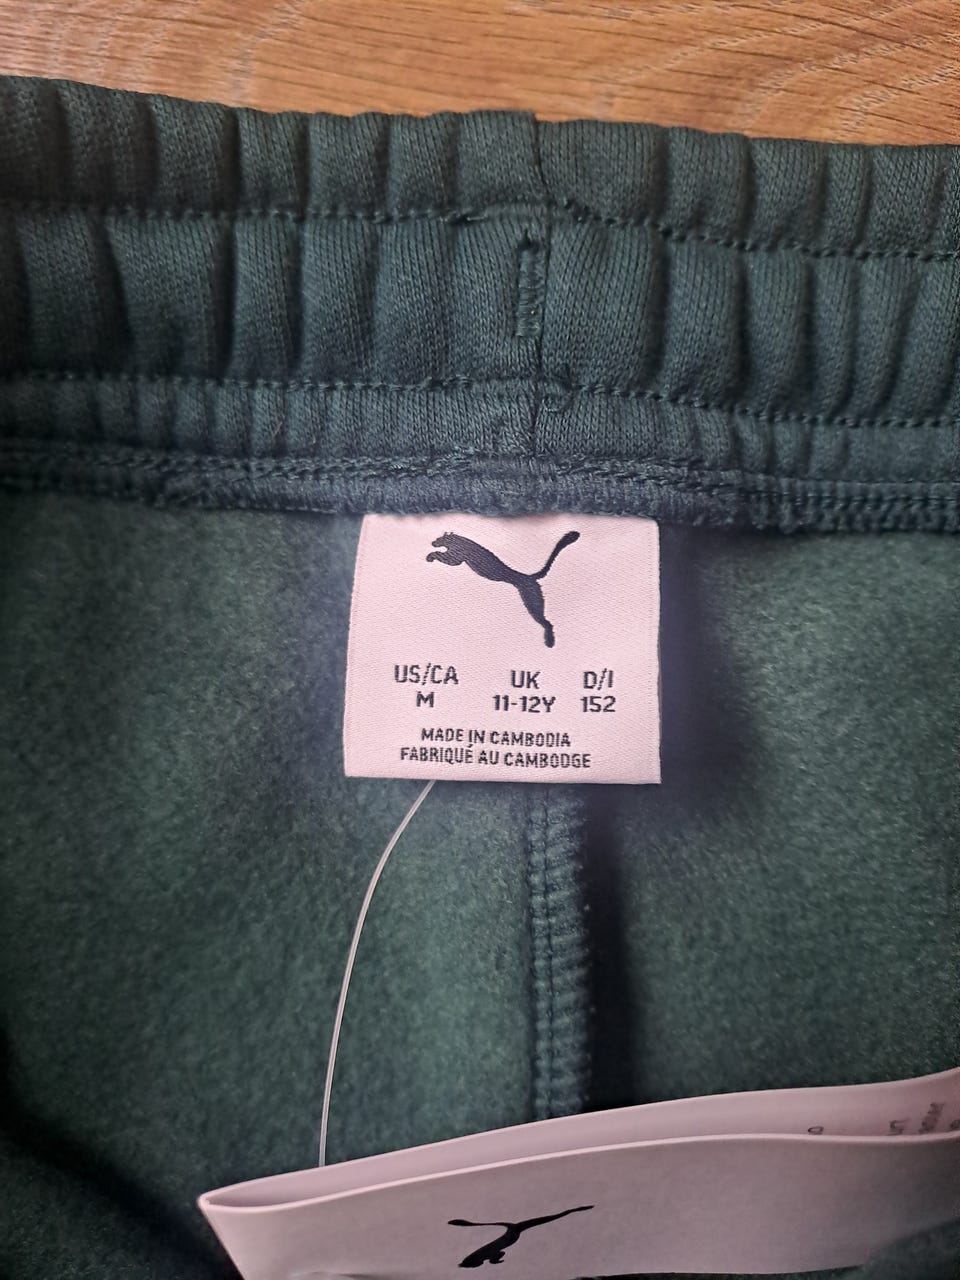 US/CA UK D/I
M 11-12Y 152
MADE IN CAMBODIA
FABRIQUÉ AU CAMBODGE